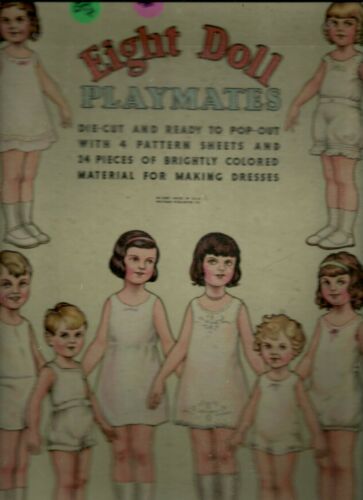 Eight Doll
PLAYMATES
DIE-CUT AND READY TO POP-OUT
WITH 4 PATTERN SHEETS AND
24 PIECES OF BRIGHTLY COLORED
MATERIAL FOR MAKING DRESSES